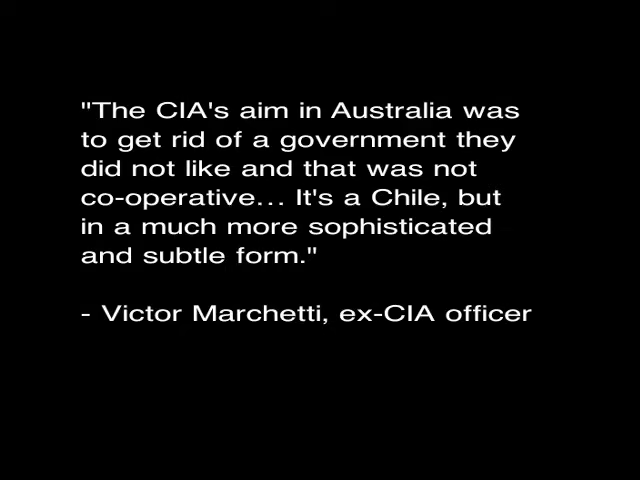 "The CIA's aim in Australia was
to get rid of a government they
did not like and that was not
co-operative... It's a Chile, but
in a much more sophisticated
and subtle form."
- Victor Marchetti, ex-CIA officer